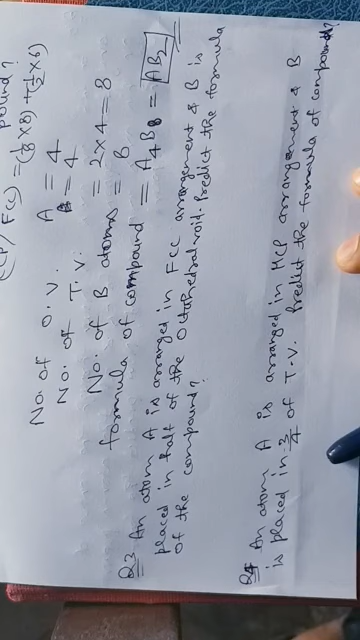 pound?
CCP/FCC) = (1/8 × 8) + (1/2 × 6)
A = 4
No. of O.V. = 4
No. of T.V.
No. of B atoms = 2×4 = 8
formula of compound = A4B8 = AB2
Q3 An atom A is arranged in FCC arrangement & B is
placed in half of the octahedral void. Predict the formula
of the compound?
Q4 An atom A is arranged in HCP arrangement & B
is placed in 3/4 of T.V. Predict the formula of compound?